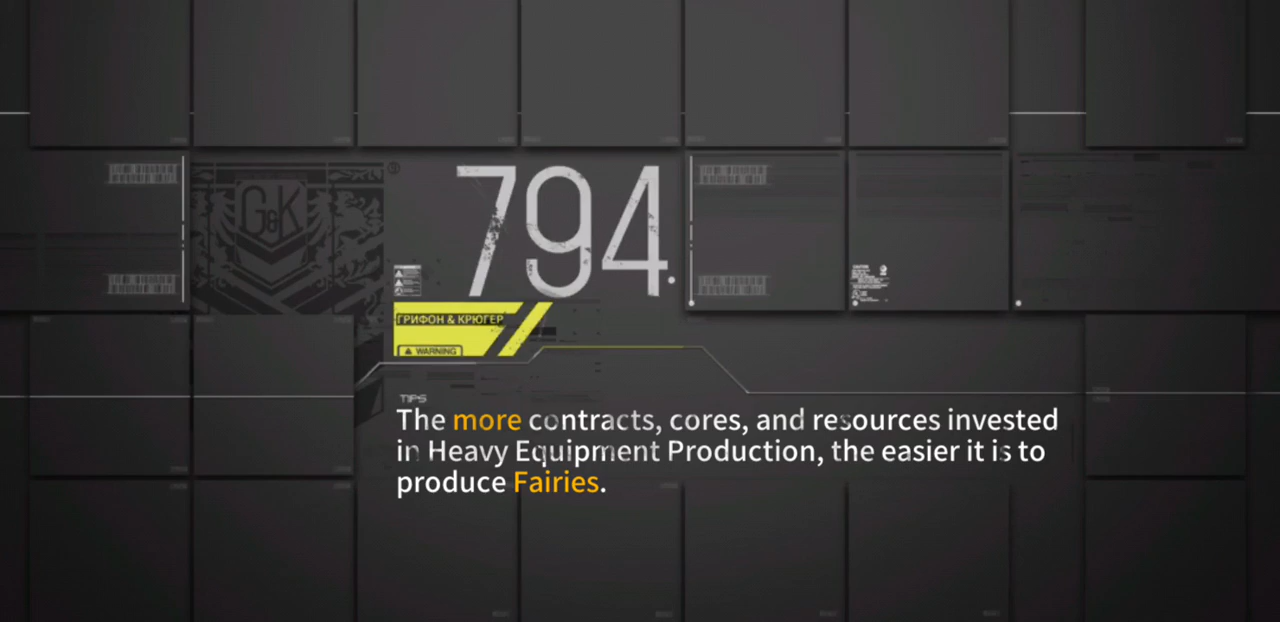 G&K
794.
ГРИФОН & КРЮГЕР
WARNING
TIPS
The more contracts, cores, and resources invested
in Heavy Equipment Production, the easier it is to
produce Fairies.
CAUTION